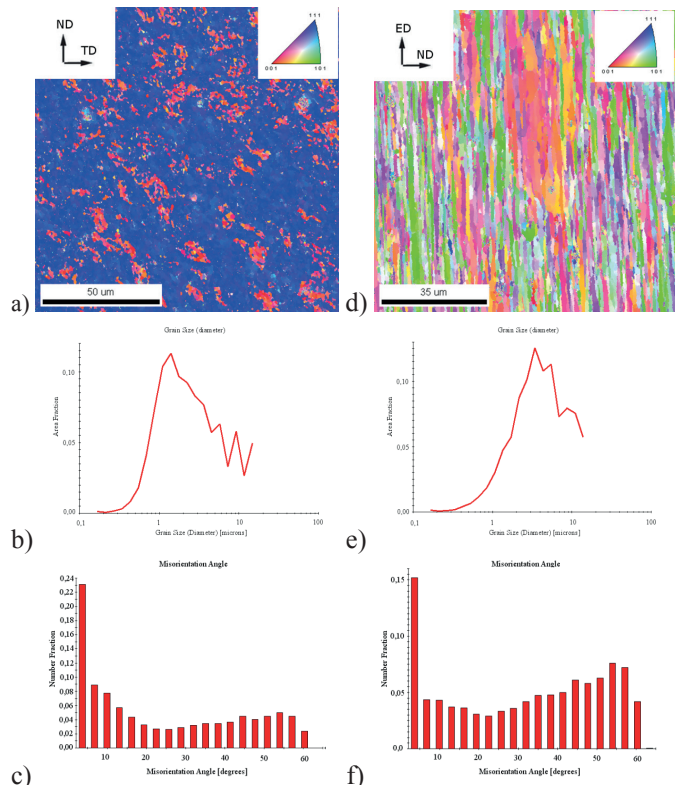 ND
TD
111
001
101
50 um
a)
ED
ND
111
001
101
35 um
d)
Grain Size (diameter)
0,10
0,05
0,00
Area Fraction
0,1
1
10
100
Grain Size (Diameter) [microns]
b)
Grain Size (diameter)
0,10
0,05
0,00
Area Fraction
0,1
1
10
100
Grain Size (Diameter) [microns]
e)
Misorientation Angle
0,24
0,22
0,20
0,18
0,16
0,14
0,12
0,10
0,08
0,06
0,04
0,02
0,00
Number Fraction
10
20
30
40
50
60
Misorientation Angle [degrees]
c)
Misorientation Angle
0,15
0,10
0,05
0,0
Number Fraction
10
20
30
40
50
60
Misorientation Angle [degrees]
f)